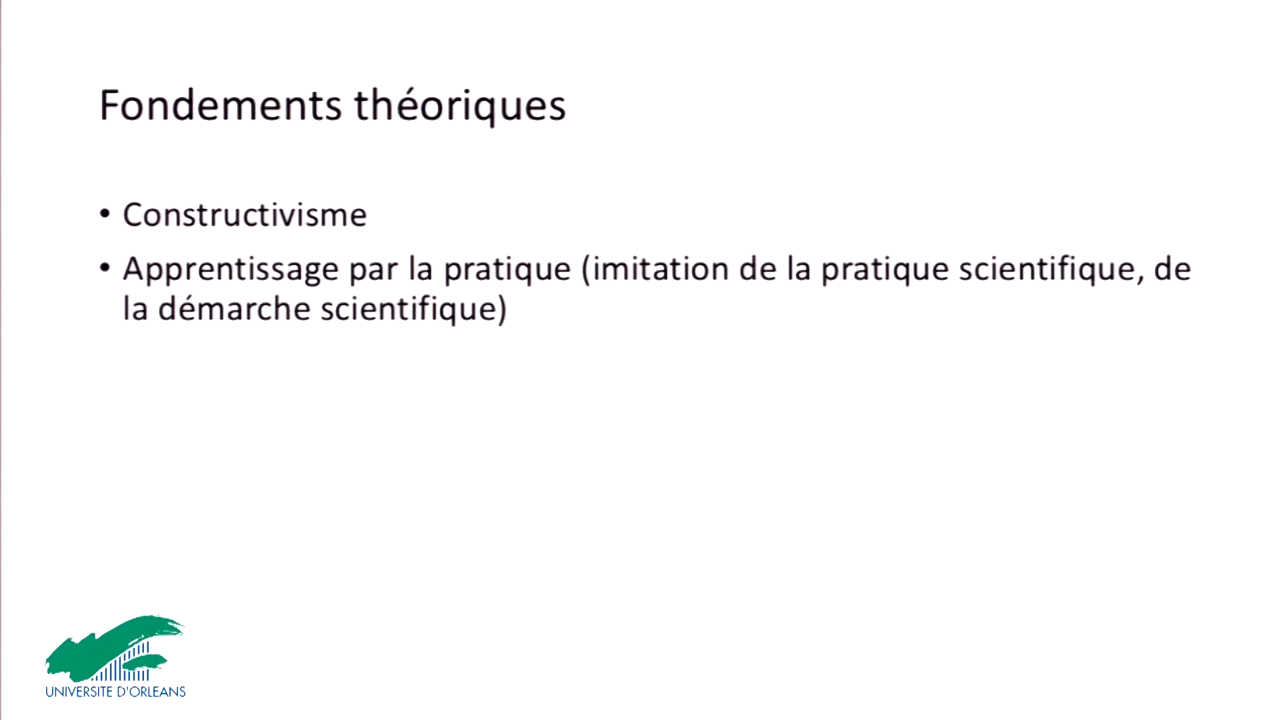 Fondements théoriques
• Constructivisme
• Apprentissage par la pratique (imitation de la pratique scientifique, de
la démarche scientifique)
UNIVERSITE D'ORLEANS